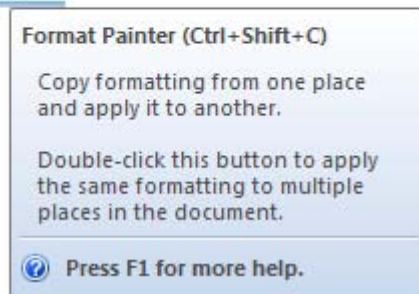 Format Painter (Ctrl+Shift+C)
Copy formatting from one place
and apply it to another.
Double-click this button to apply
the same formatting to multiple
places in the document.
Press F1 for more help.